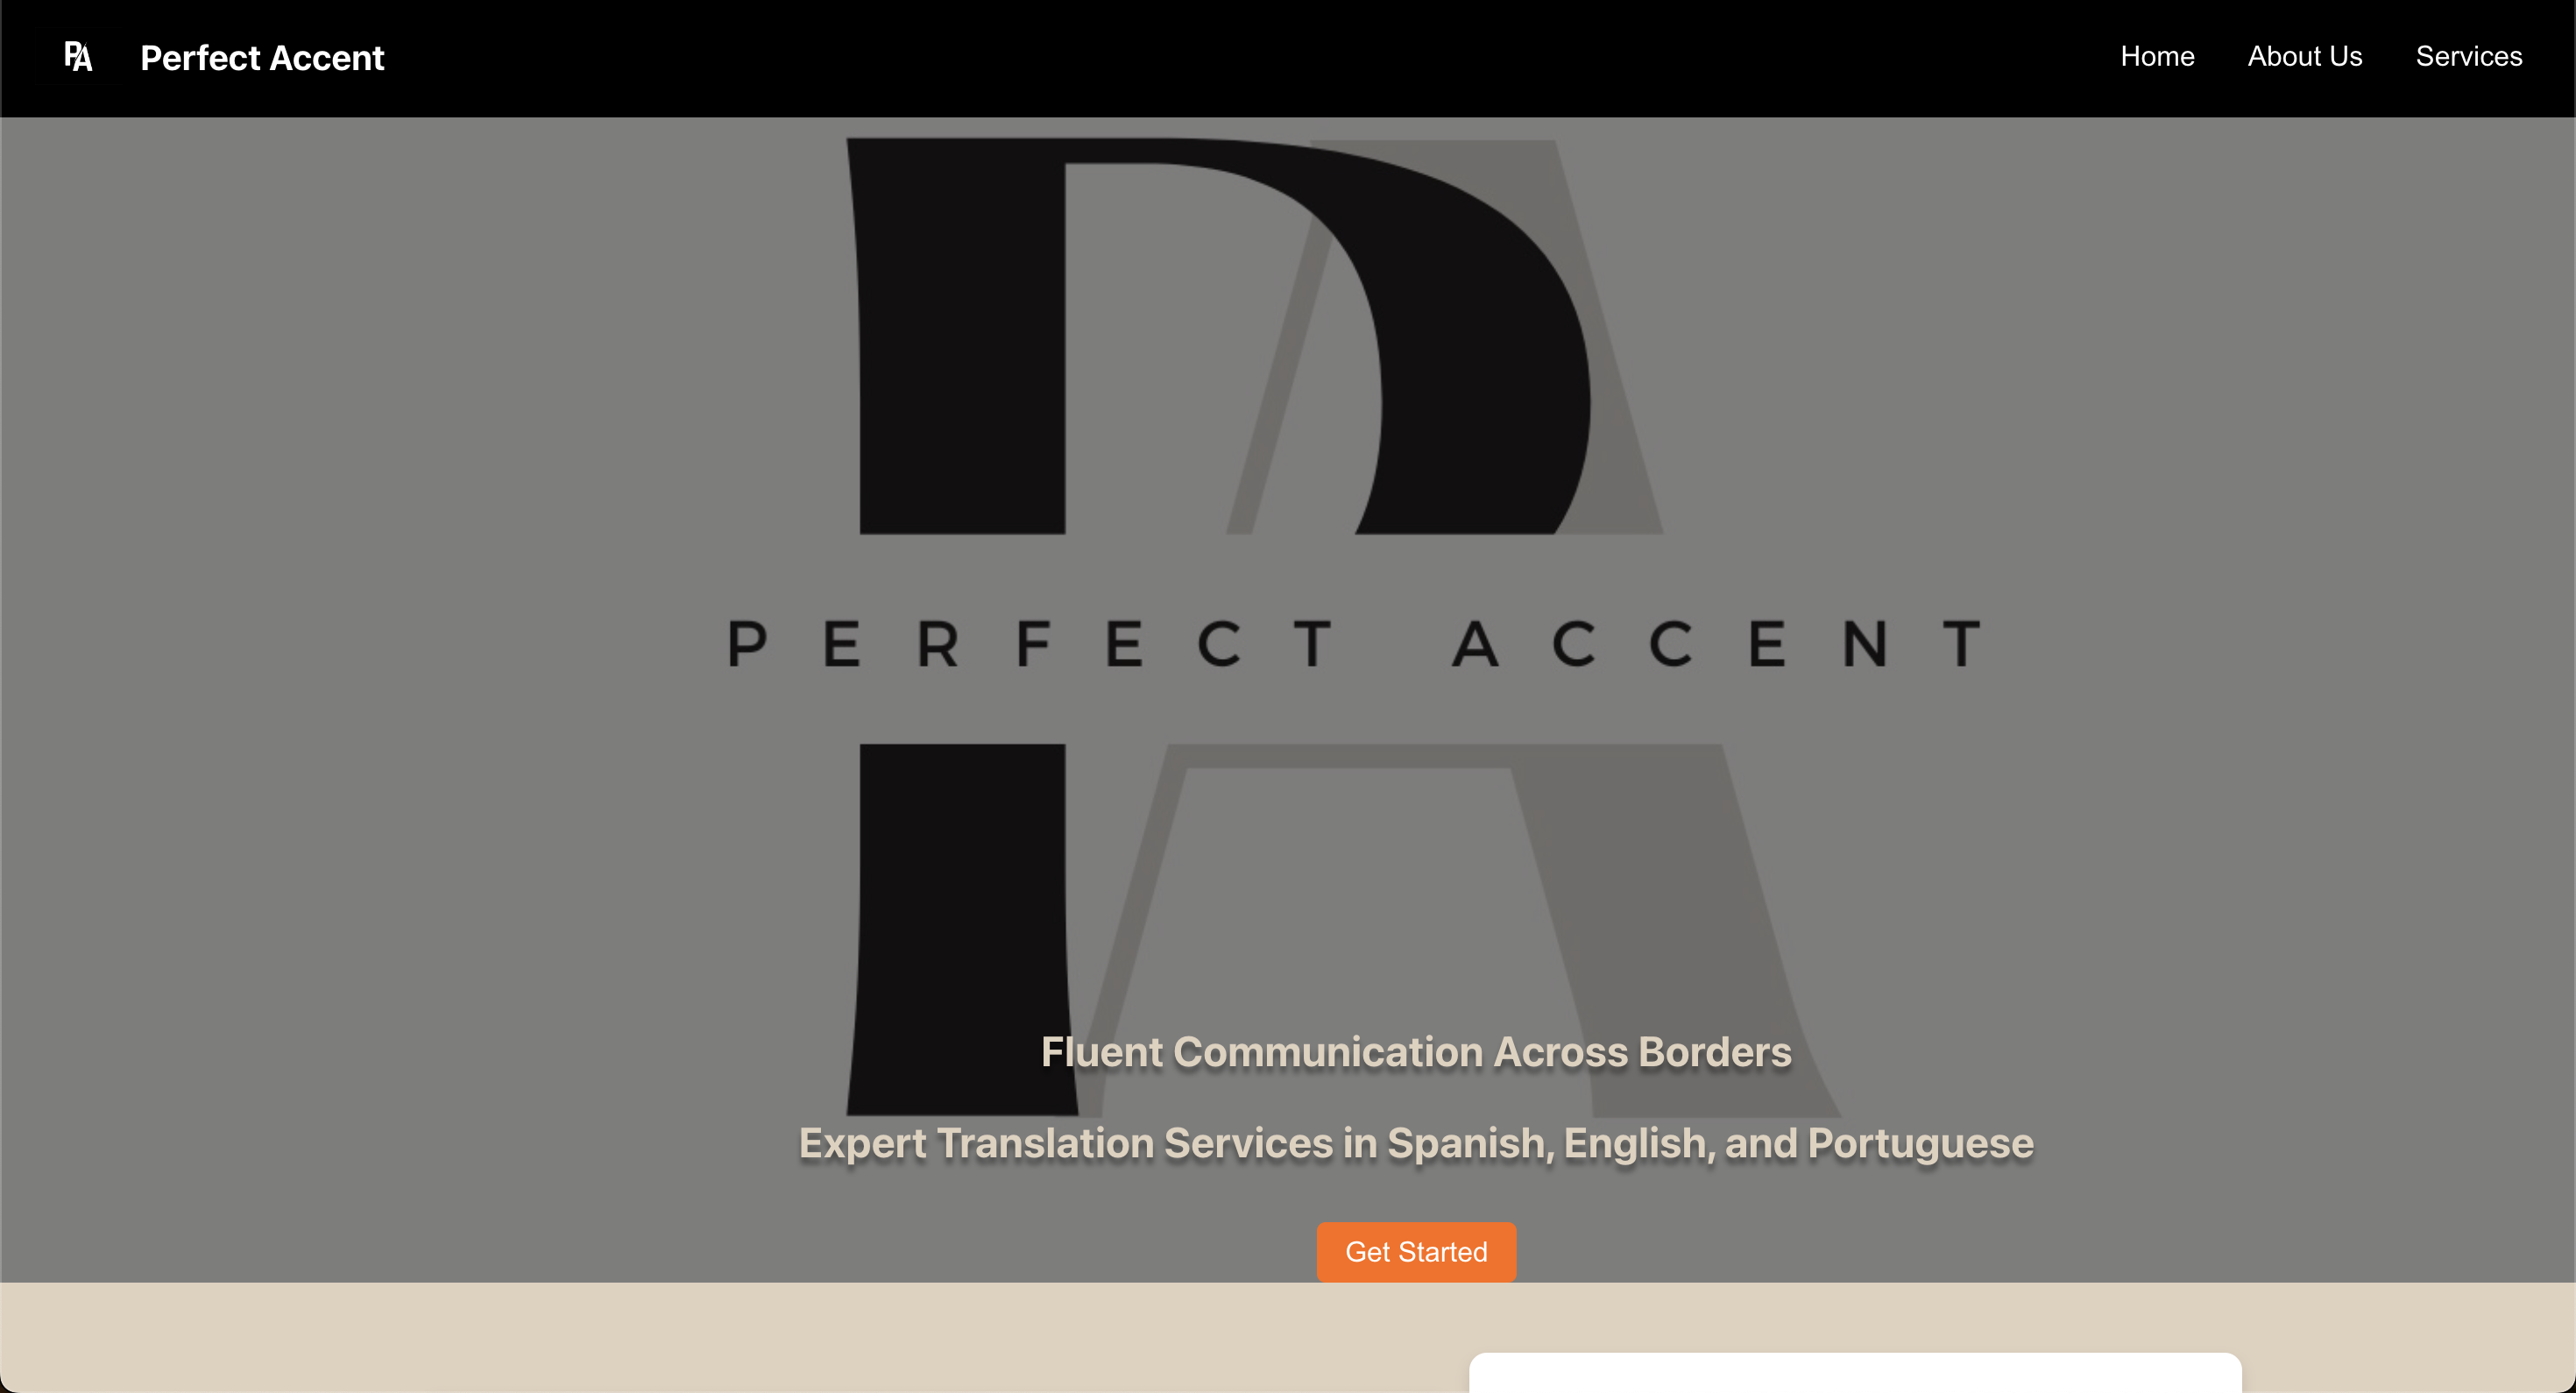 PA Perfect Accent Home About Us Services
PA
PERFECT ACCENT
Fluent Communication Across Borders
Expert Translation Services in Spanish, English, and Portuguese
Get Started